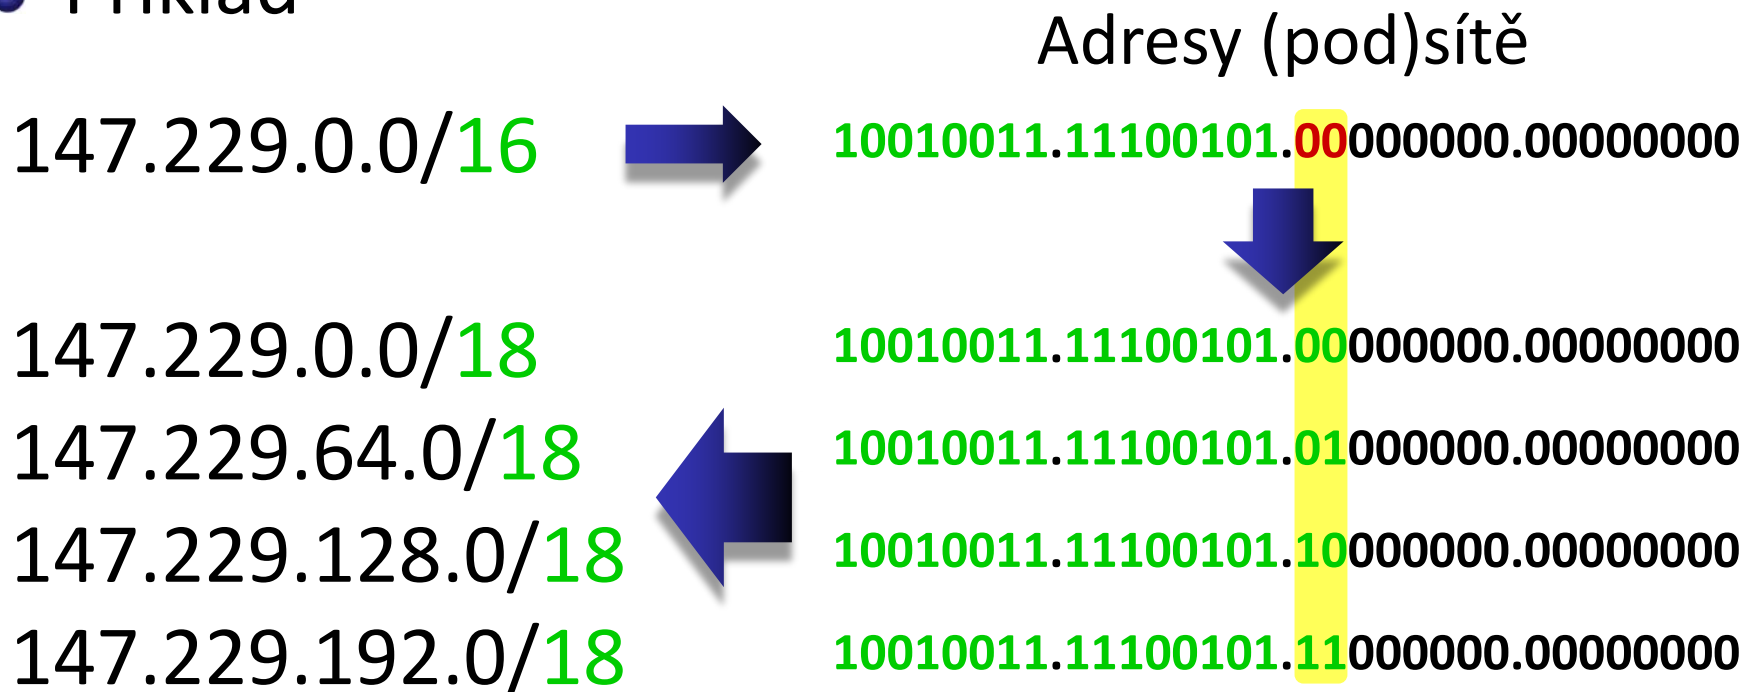 Příklad
Adresy (pod)sítě
147.229.0.0/16 10010011.11100101.00000000.00000000
147.229.0.0/18 10010011.11100101.00000000.00000000
147.229.64.0/18 10010011.11100101.01000000.00000000
147.229.128.0/18 10010011.11100101.10000000.00000000
147.229.192.0/18 10010011.11100101.11000000.00000000